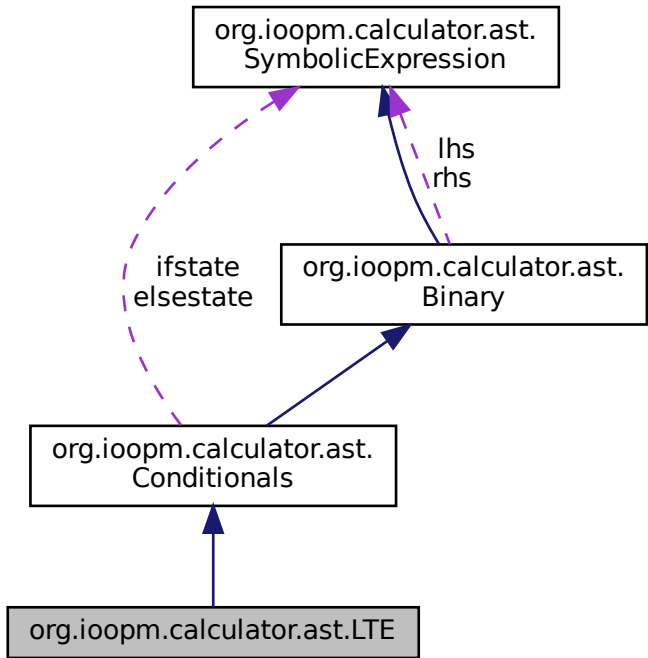 org.ioopm.calculator.ast.
SymbolicExpression
lhs
rhs
ifstate
elsestate
org.ioopm.calculator.ast.
Binary
org.ioopm.calculator.ast.
Conditionals
org.ioopm.calculator.ast.LTE